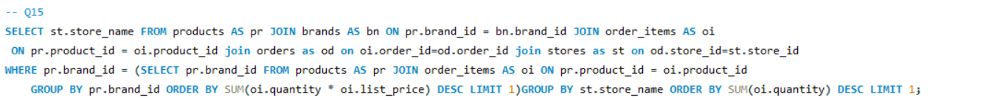 -- Q15
SELECT st.store_name FROM products AS pr JOIN brands AS bn ON pr.brand_id = bn.brand_id JOIN order_items AS oi
ON pr.product_id = oi.product_id join orders as od on oi.order_id=od.order_id join stores as st on od.store_id=st.store_id
WHERE pr.brand_id = (SELECT pr.brand_id FROM products AS pr JOIN order_items AS oi ON pr.product_id = oi.product_id
GROUP BY pr.brand_id ORDER BY SUM(oi.quantity * oi.list_price) DESC LIMIT 1)GROUP BY st.store_name ORDER BY SUM(oi.quantity) DESC LIMIT 1;